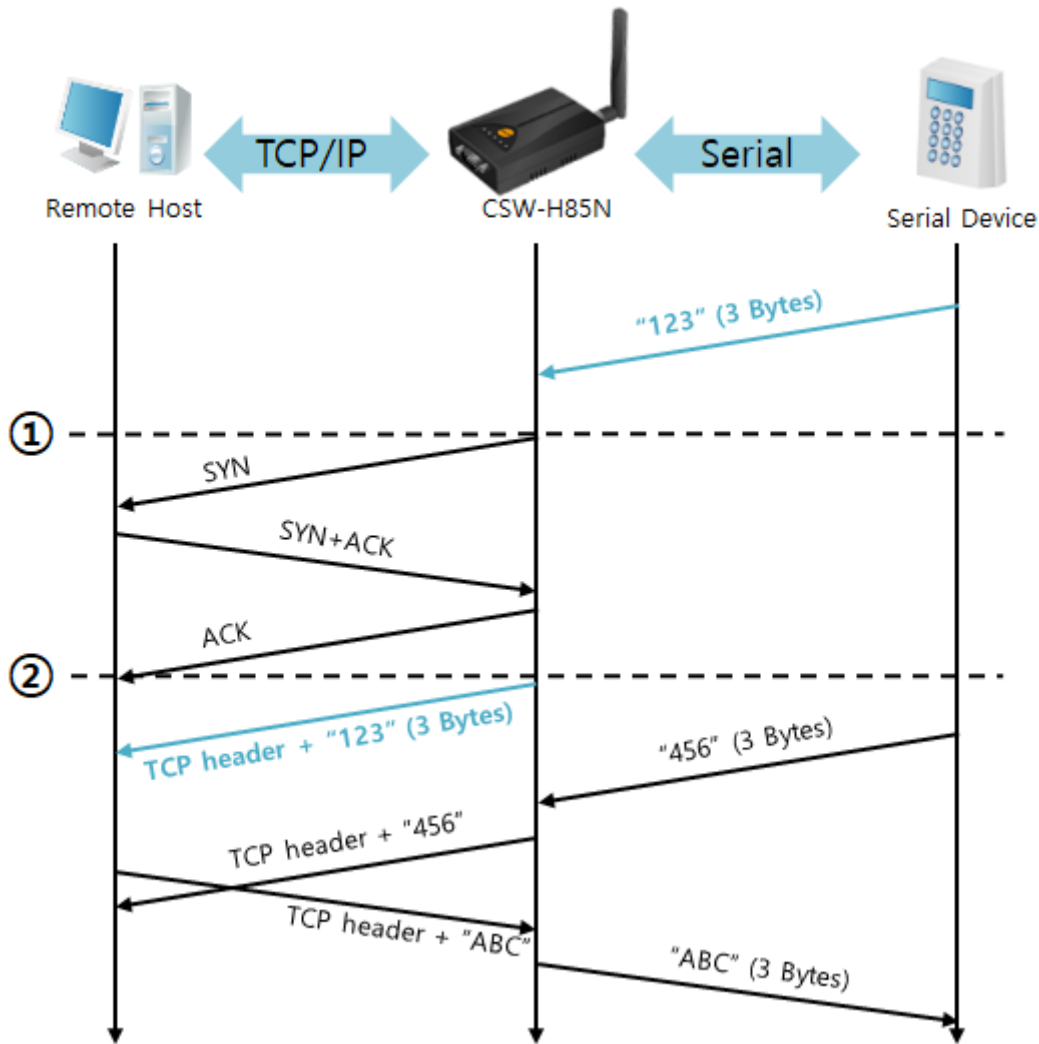 TCP/IP
Serial
Remote Host
CSW-H85N
Serial Device
“123” (3 Bytes)
①
SYN
SYN+ACK
ACK
②
TCP header + “123” (3 Bytes)
“456” (3 Bytes)
TCP header + “456”
TCP header + “ABC”
“ABC” (3 Bytes)